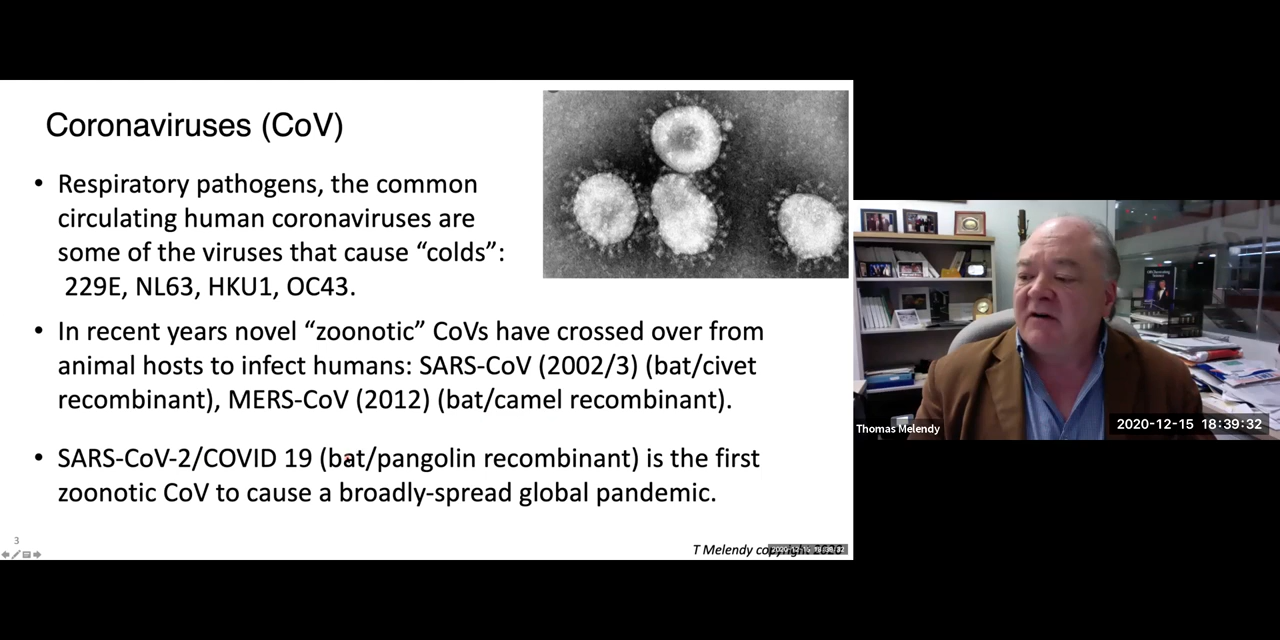 Coronaviruses (CoV)
• Respiratory pathogens, the common
circulating human coronaviruses are
some of the viruses that cause “colds”:
229E, NL63, HKU1, OC43.
• In recent years novel “zoonotic” CoVs have crossed over from
animal hosts to infect humans: SARS-CoV (2002/3) (bat/civet
recombinant), MERS-CoV (2012) (bat/camel recombinant).
• SARS-CoV-2/COVID 19 (bat/pangolin recombinant) is the first
zoonotic CoV to cause a broadly-spread global pandemic.
3
T Melendy copyright 2020
Thomas Melendy
2020-12-15 18:39:32